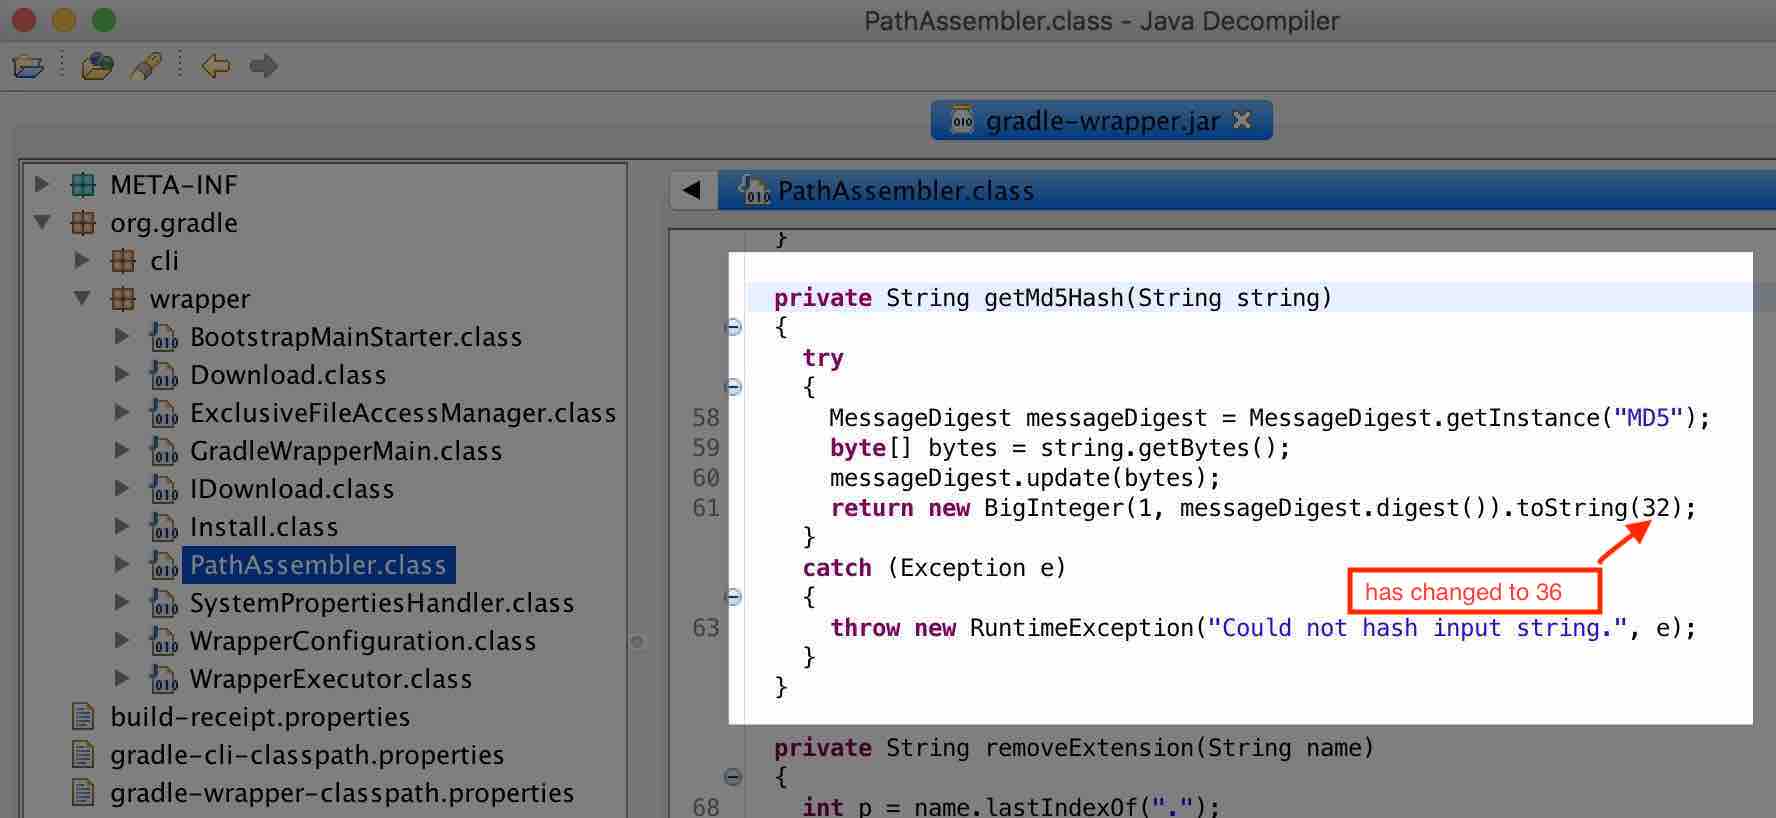 PathAssembler.class - Java Decompiler
gradle-wrapper.jar
META-INF
org.gradle
cli
wrapper
BootstrapMainStarter.class
Download.class
ExclusiveFileAccessManager.class
GradleWrapperMain.class
IDownload.class
Install.class
PathAssembler.class
SystemPropertiesHandler.class
WrapperConfiguration.class
WrapperExecutor.class
build-receipt.properties
gradle-cli-classpath.properties
gradle-wrapper-classpath.properties
PathAssembler.class
}
private String getMd5Hash(String string)
{
try
{
58 MessageDigest messageDigest = MessageDigest.getInstance("MD5");
59 byte[] bytes = string.getBytes();
60 messageDigest.update(bytes);
61 return new BigInteger(1, messageDigest.digest()).toString(32);
}
catch (Exception e)
has changed to 36
{
63 throw new RuntimeException("Could not hash input string.", e);
}
}
private String removeExtension(String name)
{
68 int p = name.lastIndexOf(".");